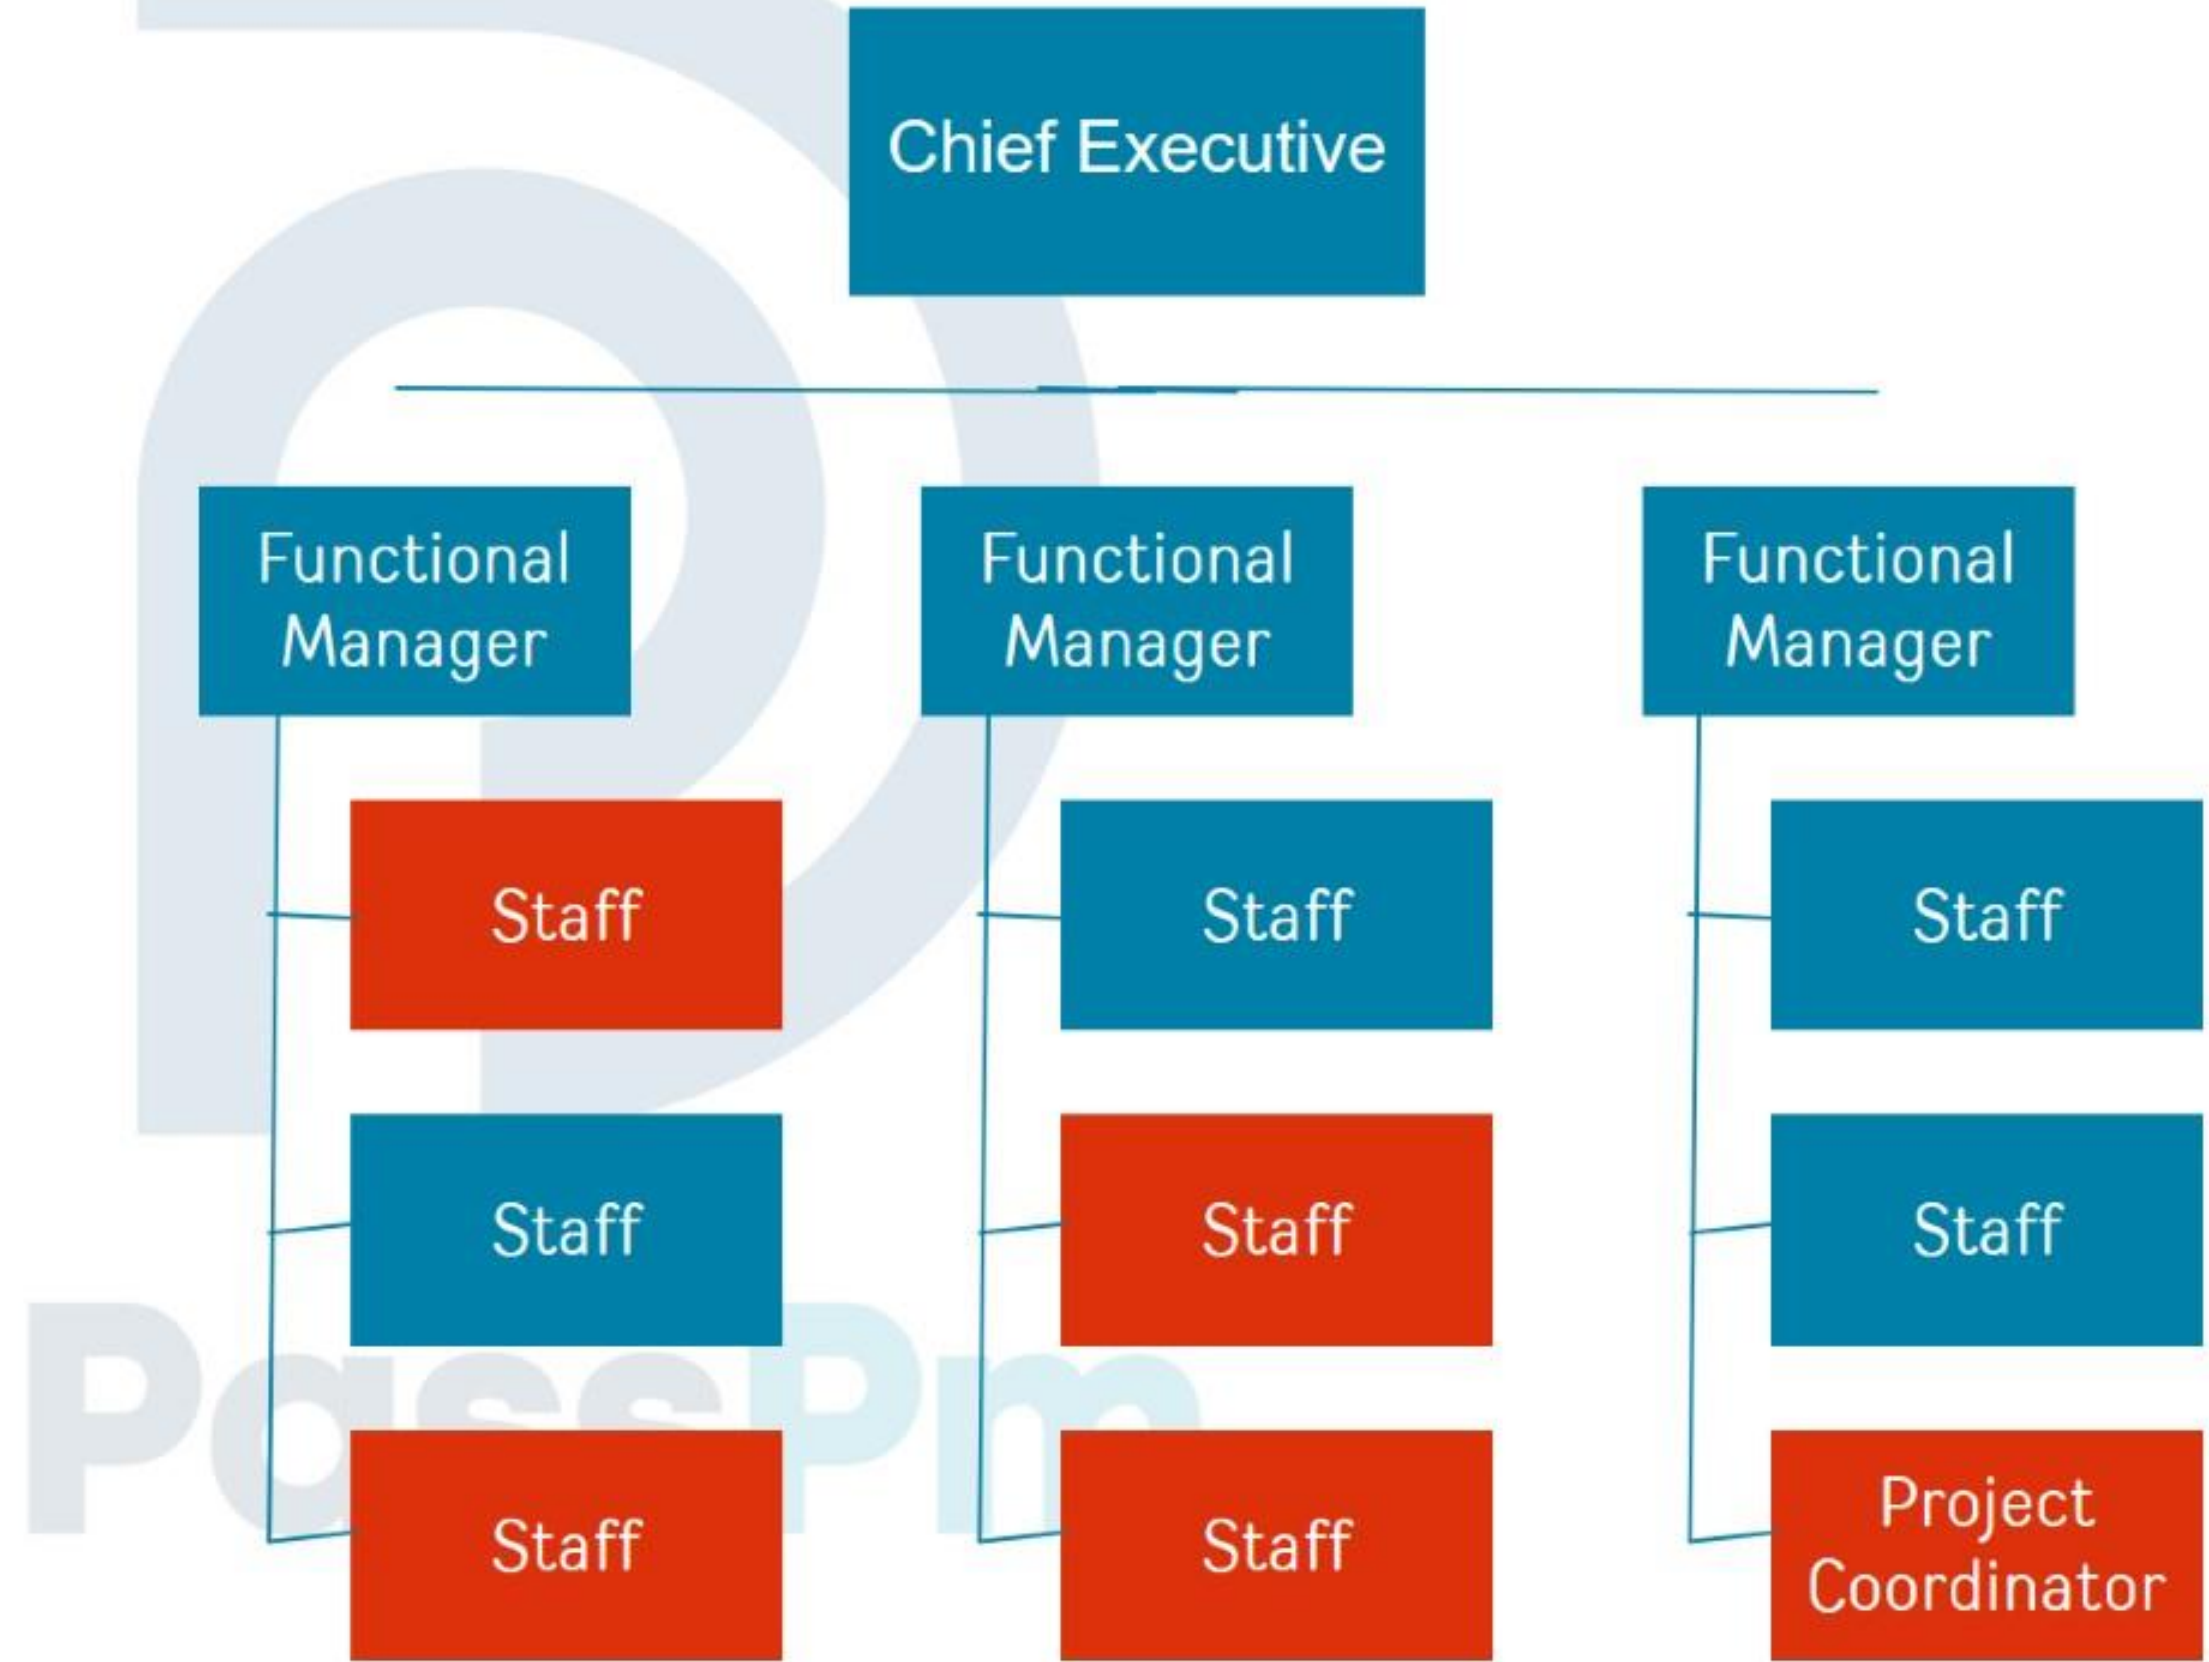 Chief Executive
Functional
Manager
Functional
Manager
Functional
Manager
Staff
Staff
Staff
Staff
Staff
Staff
Staff
Staff
Project
Coordinator
PassPm